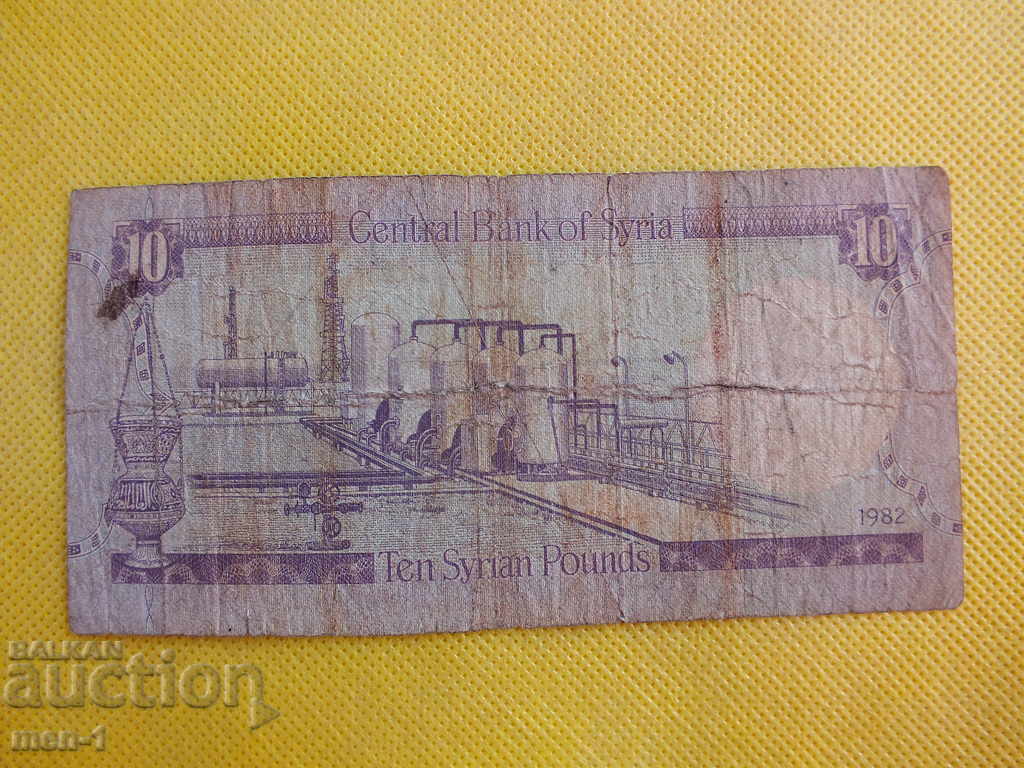 10 Central Bank of Syria 10
1982
Ten Syrian Pounds
BALKAN
auction
men-1